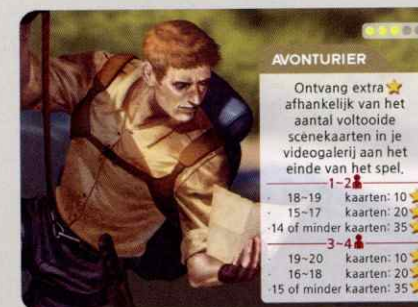 AVONTURIER
Ontvang extra
afhankelijk van het
aantal voltooide
scènekaarten in je
videogalerij aan het
einde van het spel.
1~2
· 18~19 kaarten: 10
· 15~17 kaarten: 20
·14 of minder kaarten: 35
3~4
· 19~20 kaarten: 10
· 16~18 kaarten: 20
·15 of minder kaarten: 35